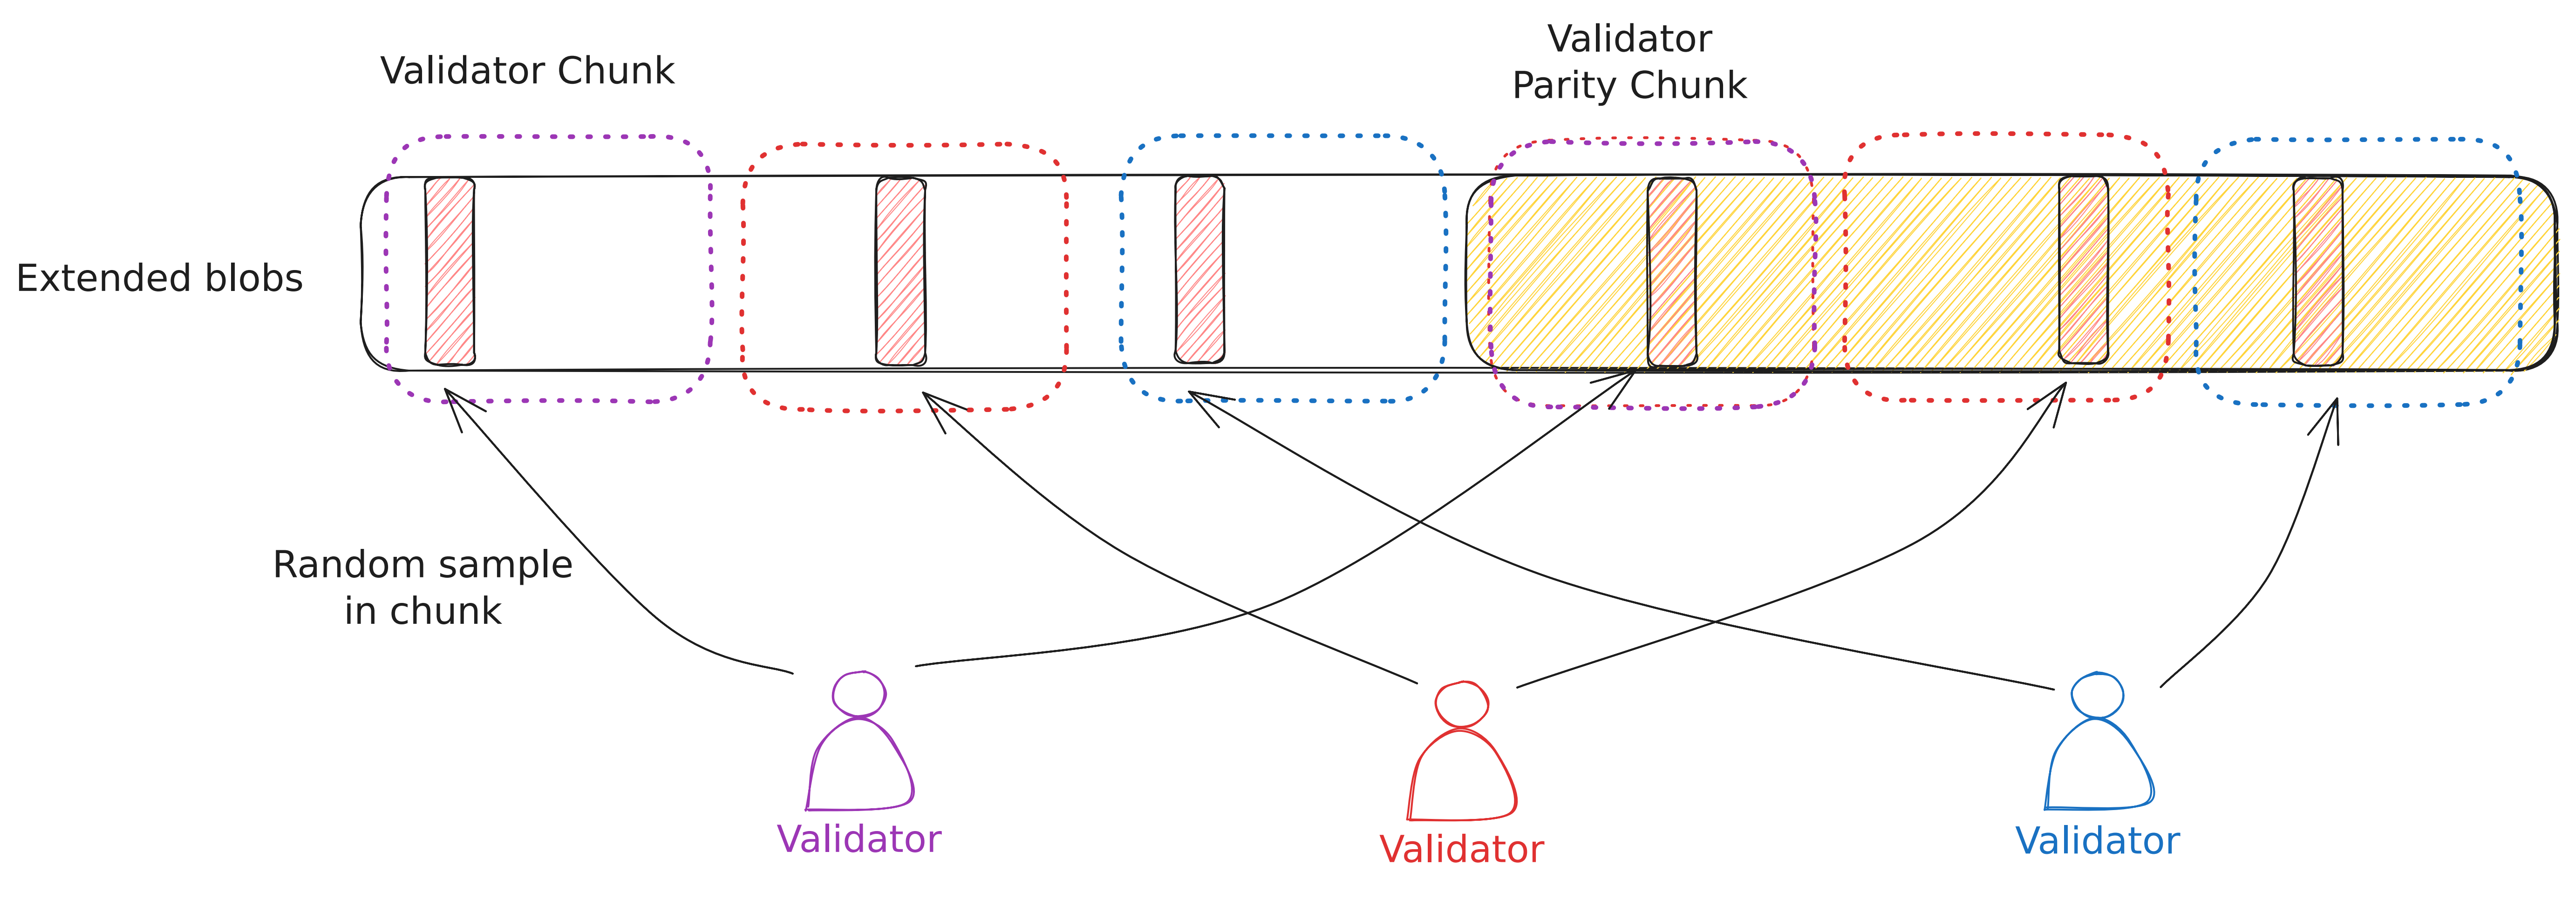 Validator Chunk
Validator
Parity Chunk
Extended blobs
Random sample
in chunk
Validator
Validator
Validator